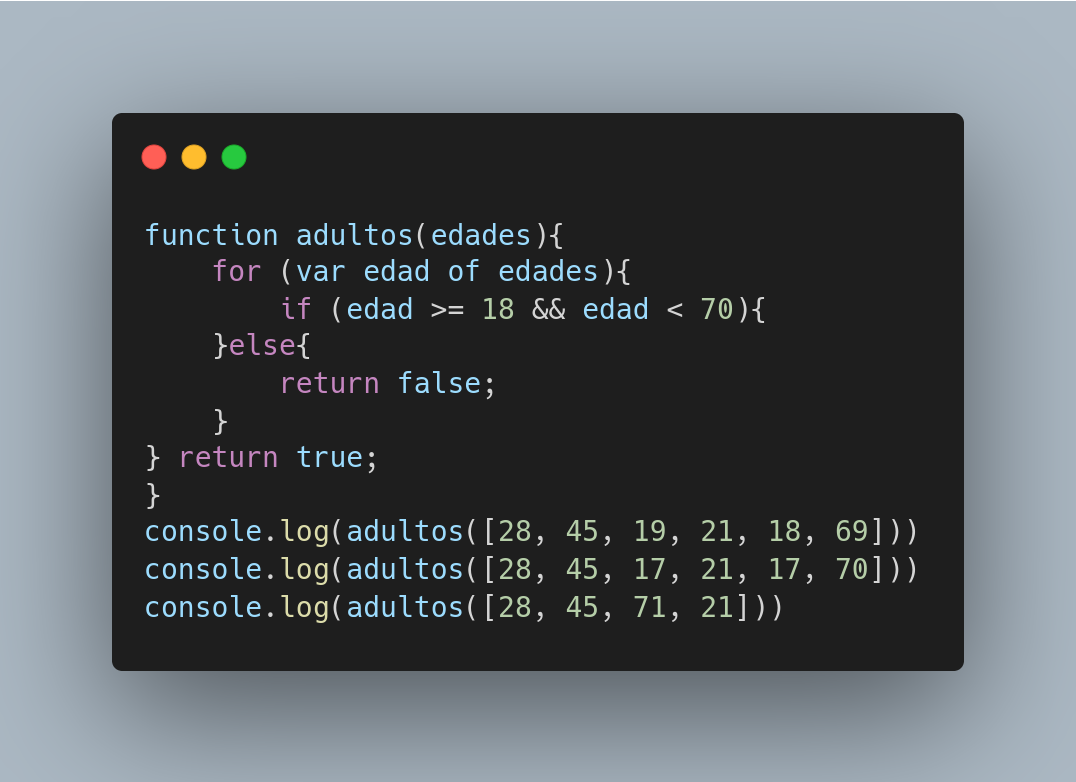 function adultos(edades){
    for (var edad of edades){
        if (edad >= 18 && edad < 70){
    }else{
        return false;
    }
} return true;
}
console.log(adultos([28, 45, 19, 21, 18, 69]))
console.log(adultos([28, 45, 17, 21, 17, 70]))
console.log(adultos([28, 45, 71, 21]))